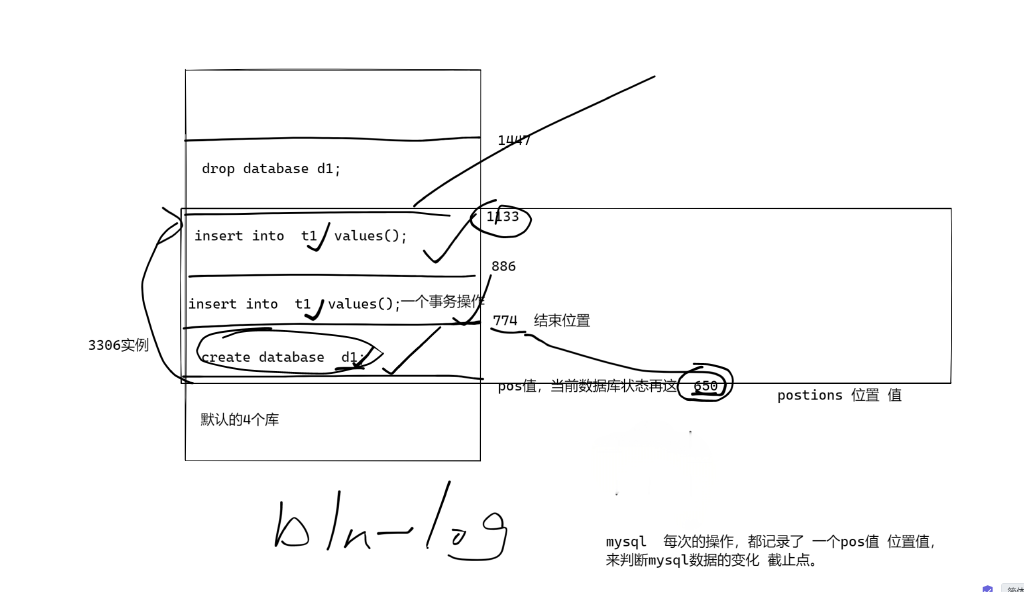 1447
drop database d1;
1133
insert into t1 values();
886
insert into t1 values();一个事务操作
774 结束位置
3306实例
create database d1;
pos值，当前数据库状态再这 650
postions 位置 值
默认的4个库
bln-log
mysql 每次的操作，都记录了 一个pos值 位置值，
来判断mysql数据的变化 截止点。